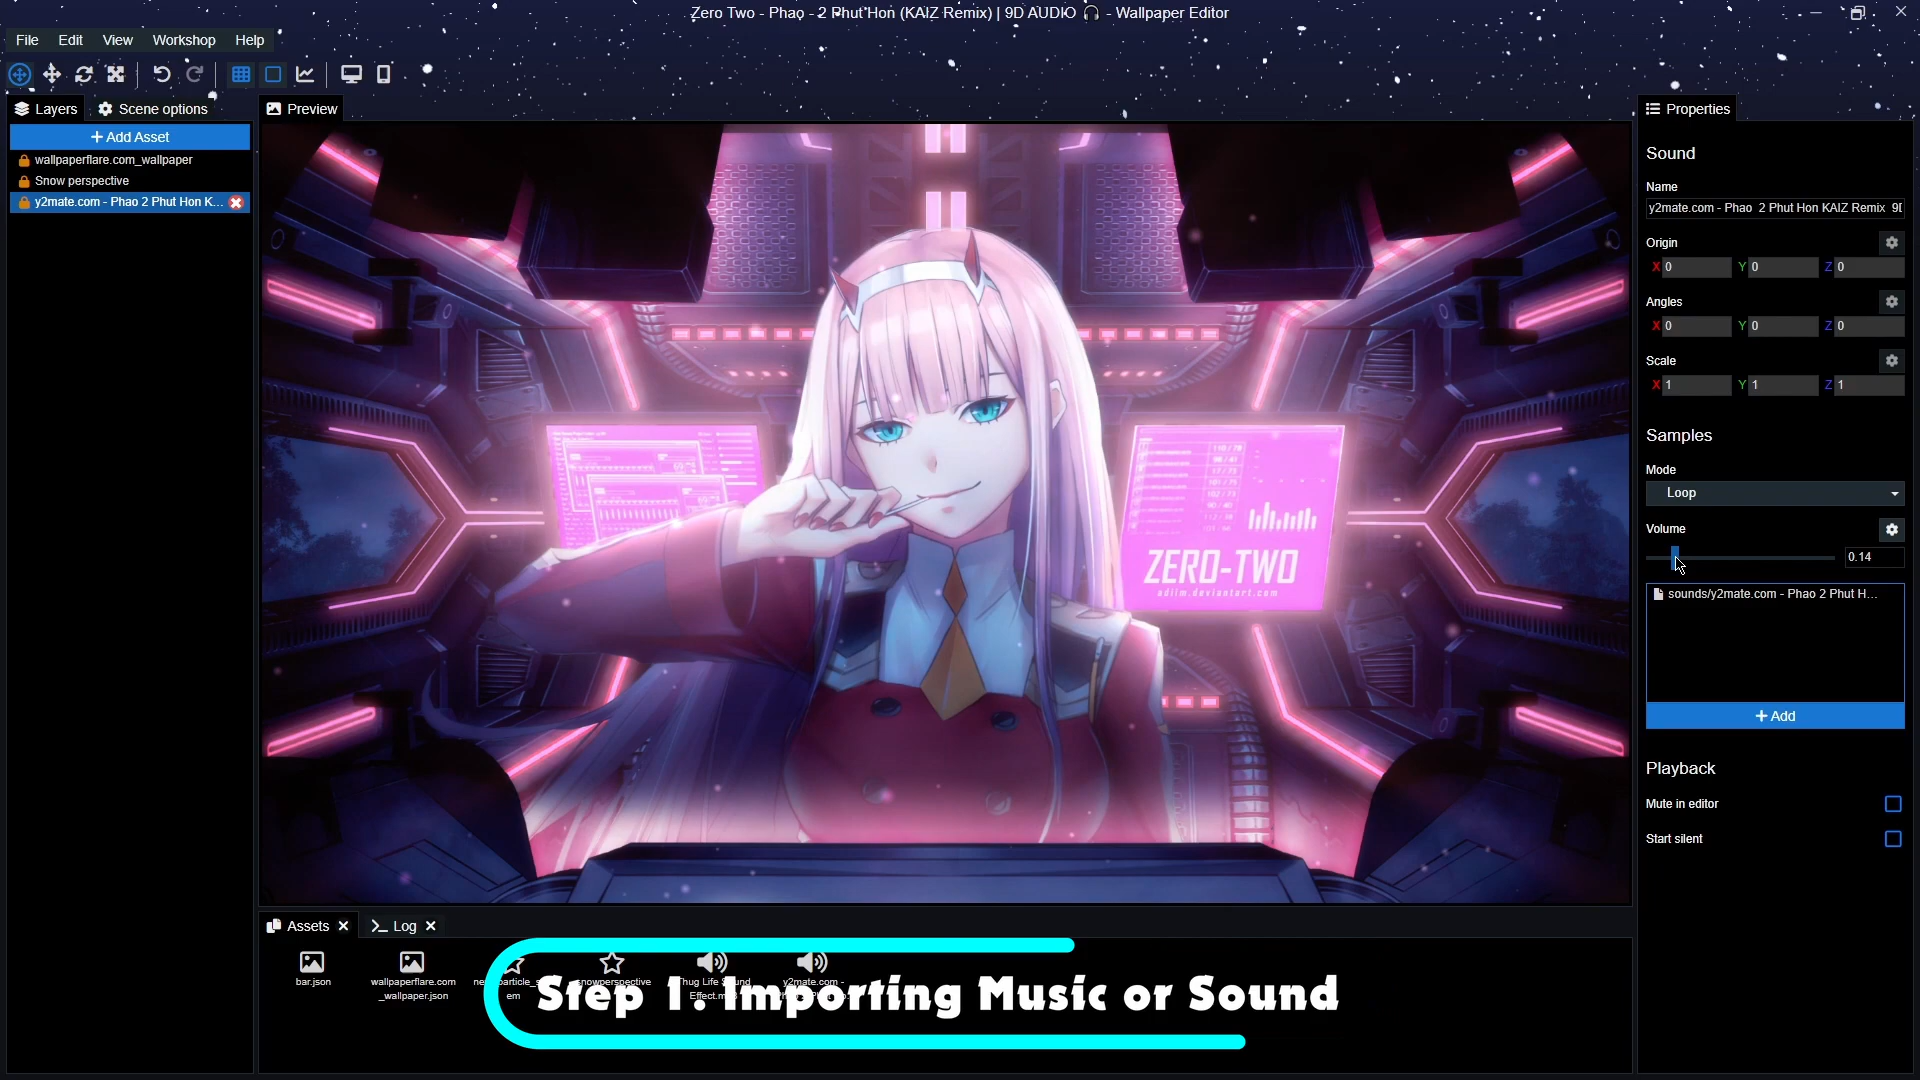 Zero Two - Phao - 2 Phut Hon (KAIZ Remix) | 9D AUDIO 🎧 - Wallpaper Editor
File Edit View Workshop Help
Layers Scene options
Preview
Properties
+ Add Asset
wallpaperflare.com_wallpaper
Snow perspective
y2mate.com - Phao 2 Phut Hon K...
Sound
Name
y2mate.com - Phao 2 Phut Hon KAIZ Remix 9D
Origin
X 0 Y 0 Z 0
Angles
X 0 Y 0 Z 0
Scale
X 1 Y 1 Z 1
Samples
Mode
Loop
Volume
0.14
sounds/y2mate.com - Phao 2 Phut H...
+ Add
Playback
Mute in editor
Start silent
ZERO-TWO
adilm.deviantart.com
Assets Log
bar.json
wallpaperflare.com
_wallpaper.json
snowperspective
y2mate.com -
Step 1. Importing Music or Sound